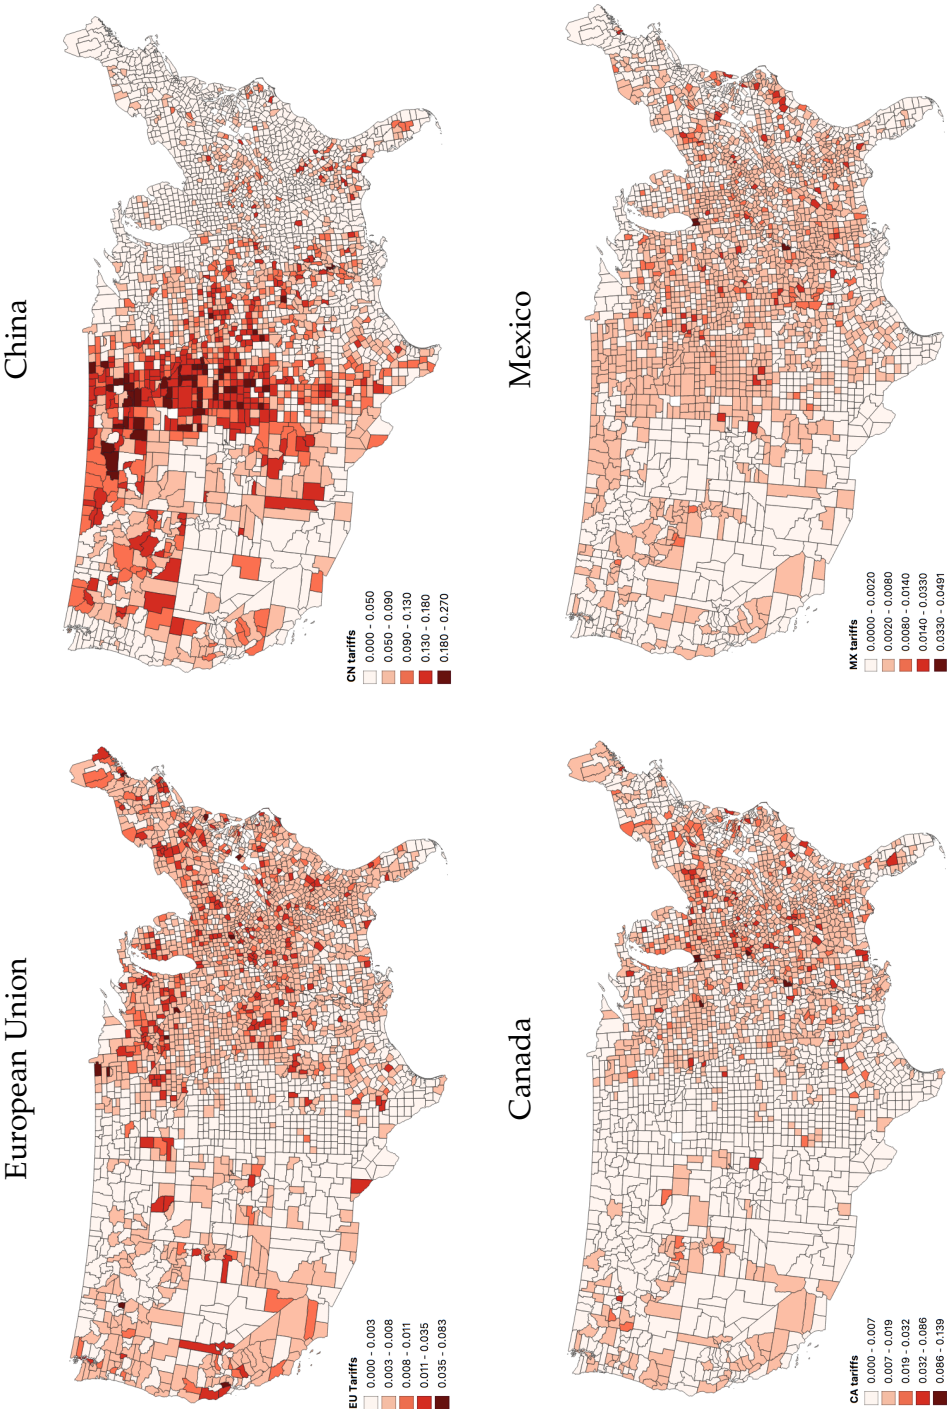 European Union
EU Tariffs
0.000 - 0.003
0.003 - 0.008
0.008 - 0.011
0.011 - 0.035
0.035 - 0.083
China
CN tariffs
0.000 - 0.050
0.050 - 0.090
0.090 - 0.130
0.130 - 0.180
0.180 - 0.270
Canada
CA tariffs
0.000 - 0.007
0.007 - 0.019
0.019 - 0.032
0.032 - 0.086
0.086 - 0.139
Mexico
MX tariffs
0.0000 - 0.0020
0.0020 - 0.0080
0.0080 - 0.0140
0.0140 - 0.0330
0.0330 - 0.0491